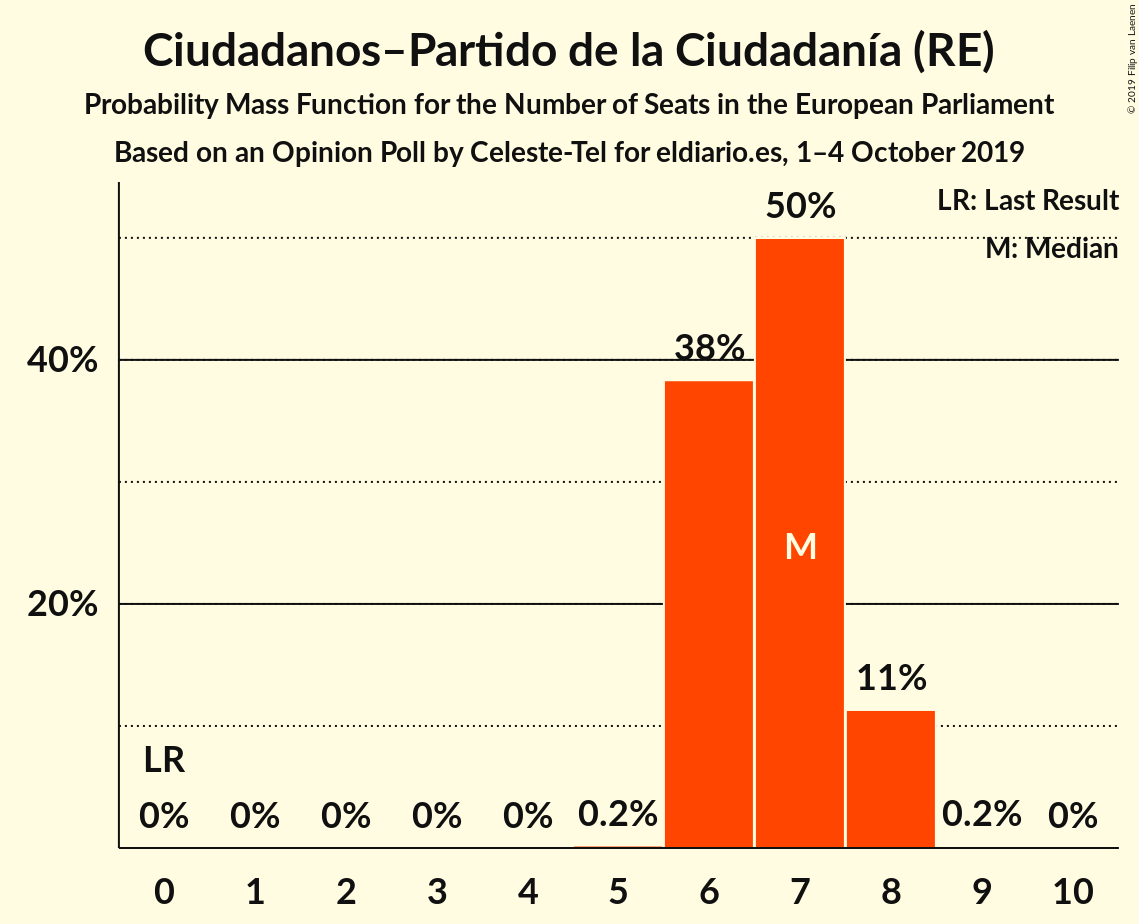 Ciudadanos–Partido de la Ciudadanía (RE)
Probability Mass Function for the Number of Seats in the European Parliament
Based on an Opinion Poll by Celeste-Tel for eldiario.es, 1–4 October 2019
© 2019 Filip van Laenen
LR: Last Result
M: Median
50%
38%
40%
M
20%
11%
LR
0% 0% 0% 0% 0% 0.2% 0.2% 0%
0 1 2 3 4 5 6 7 8 9 10